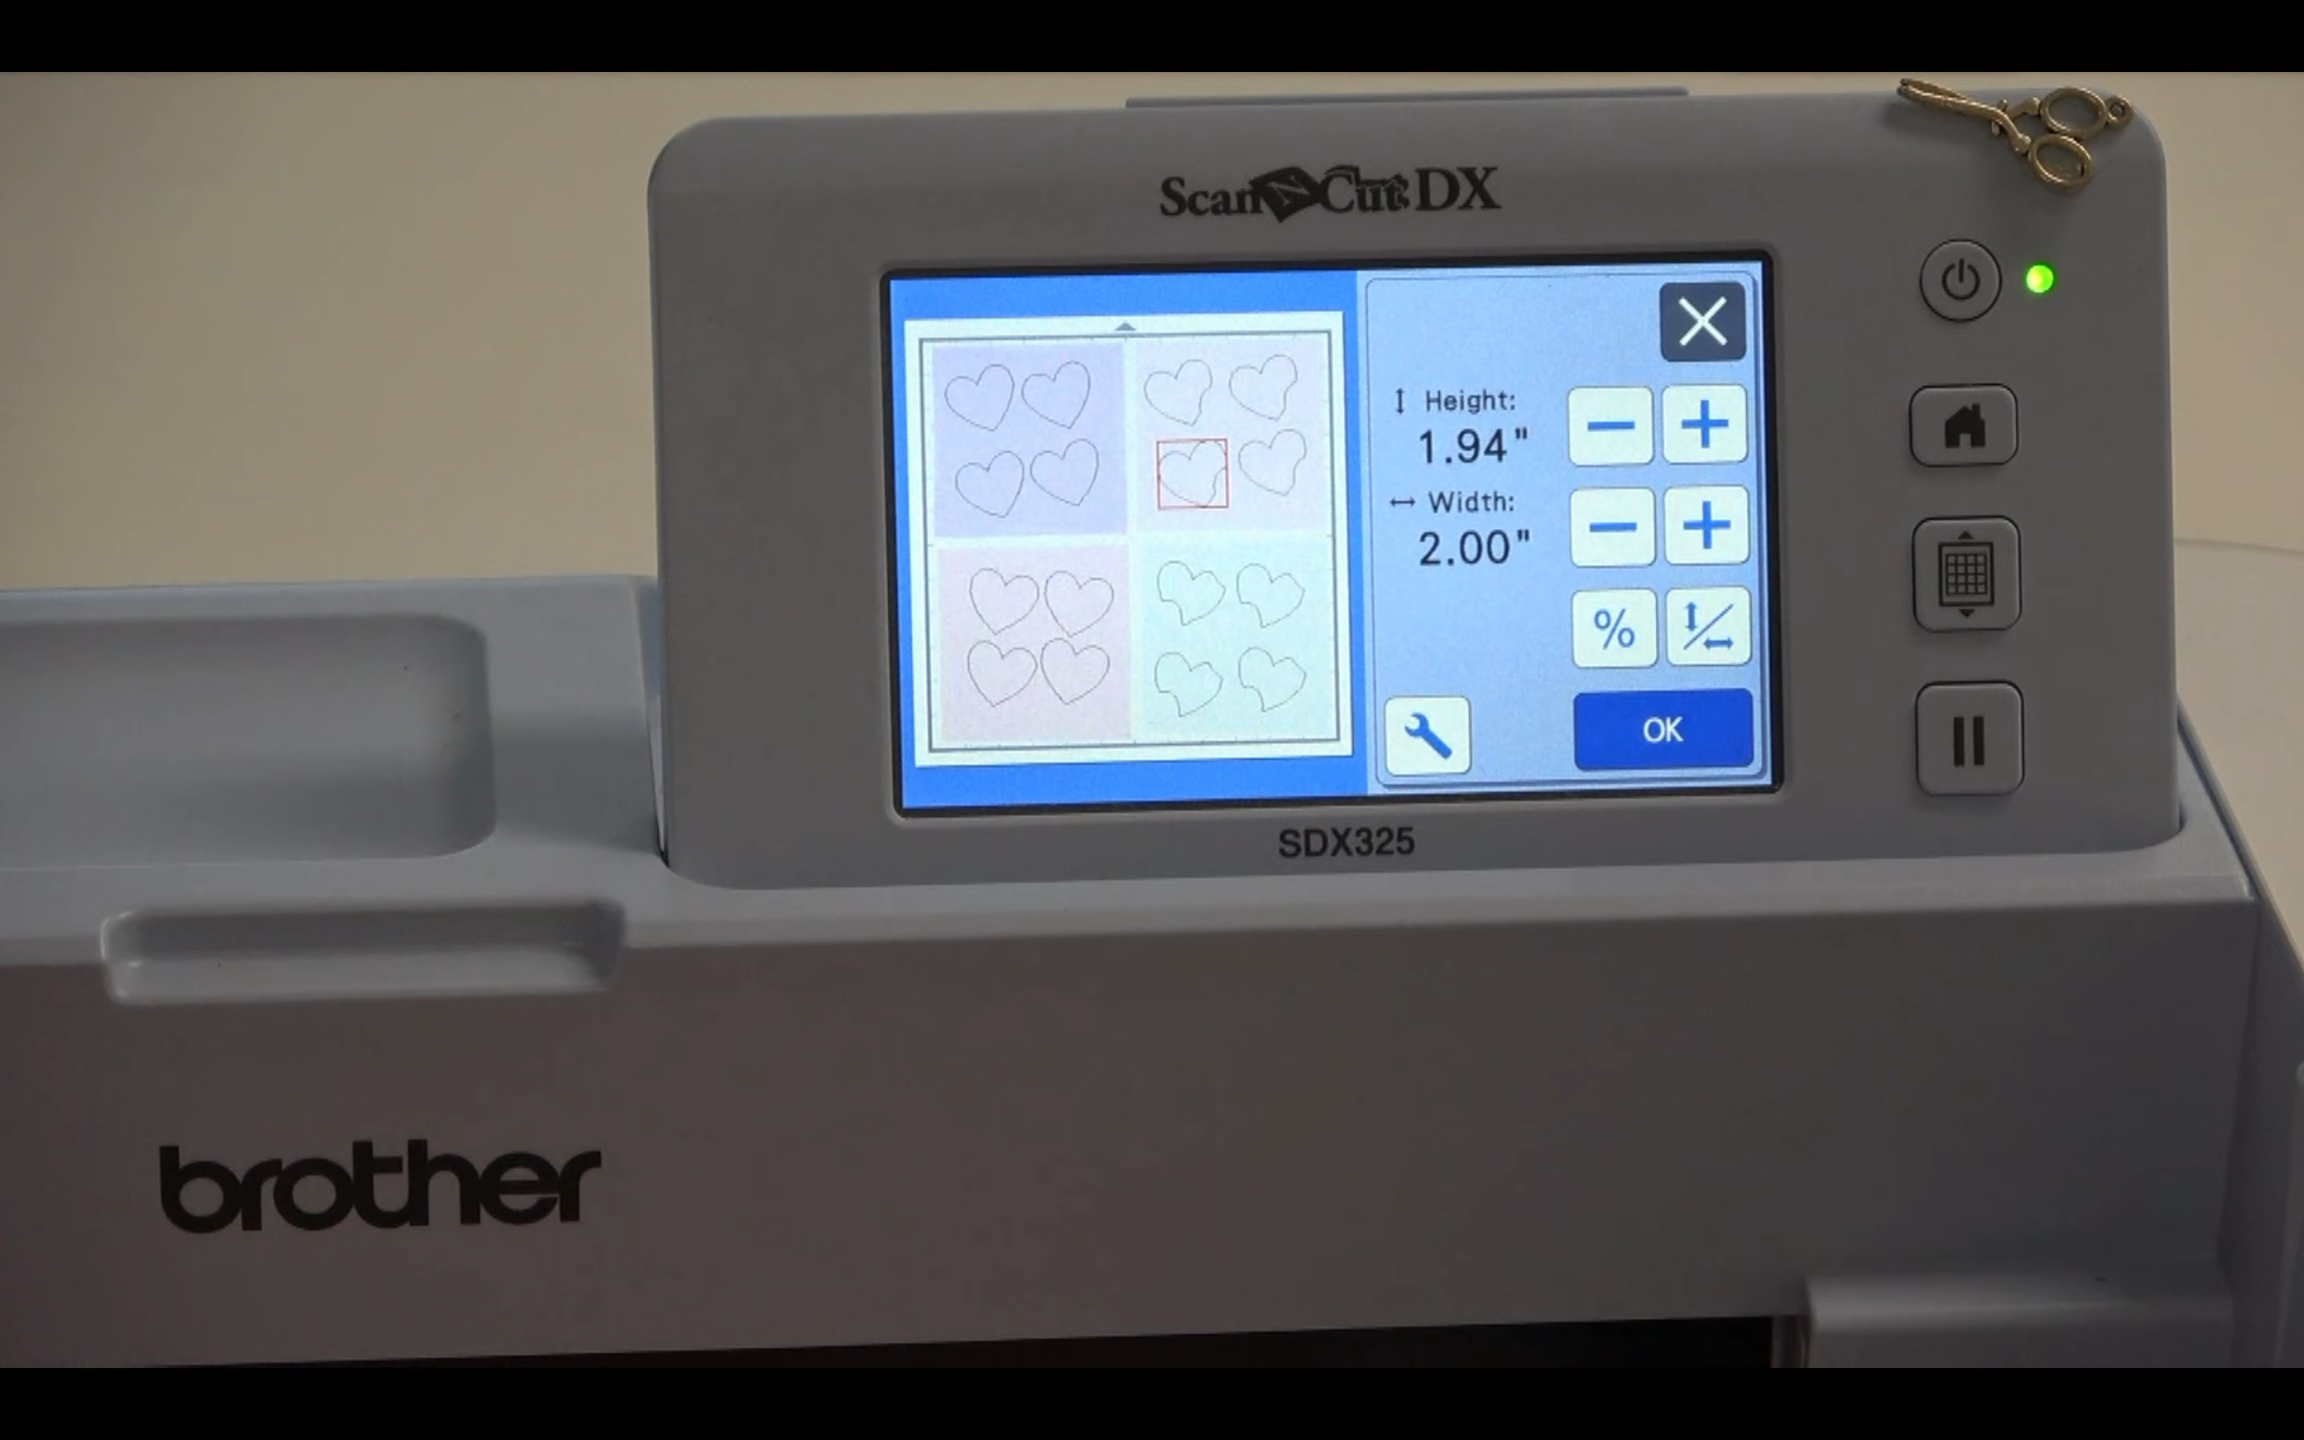 ScanNCut DX
Height:
1.94"
Width:
2.00"
%
OK
SDX325
brother